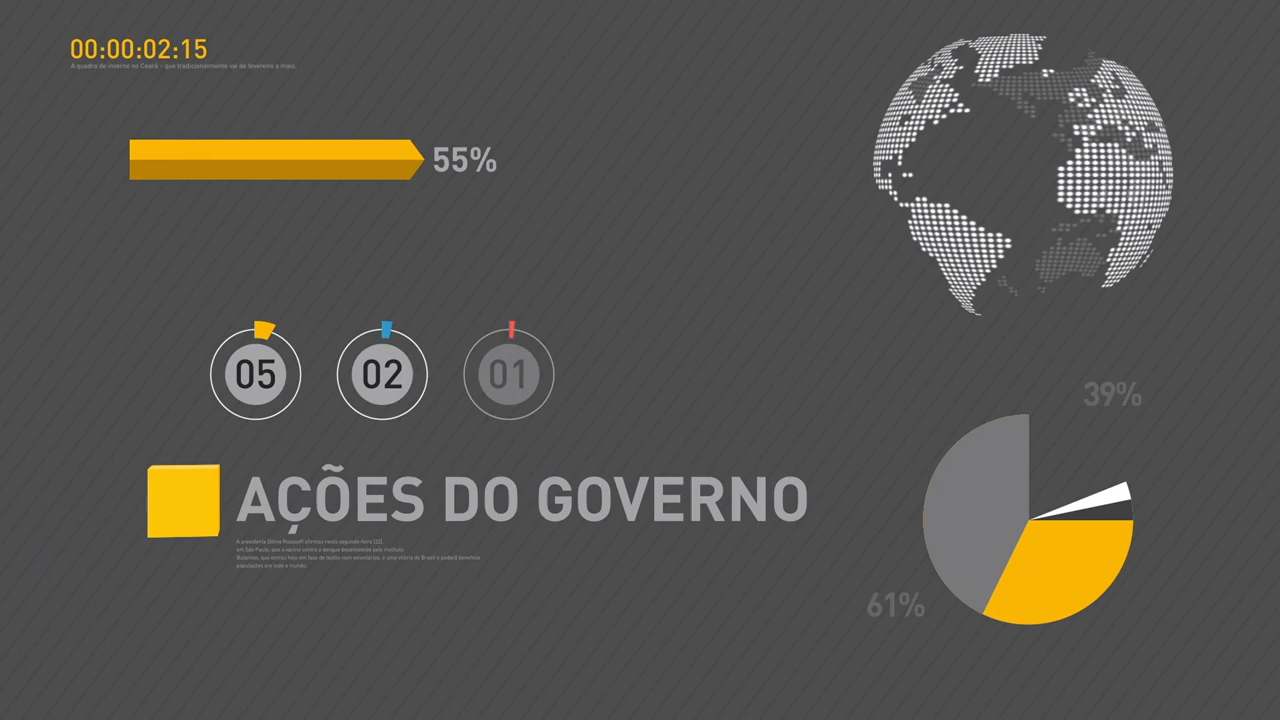 00:00:02:15
A quadra de inverno no Ceará – que tradicionalmente vai de fevereiro a maio.
55%
05
02
01
39%
AÇÕES DO GOVERNO
A presidenta Dilma Rousseff afirmou nesta segunda-feira (22),
em São Paulo, que a vacina contra a dengue desenvolvida pelo Instituto
Butantan, que entrou hoje em fase de testes com voluntários, é uma vitória do Brasil e poderá beneficia
populações em todo o mundo.
61%